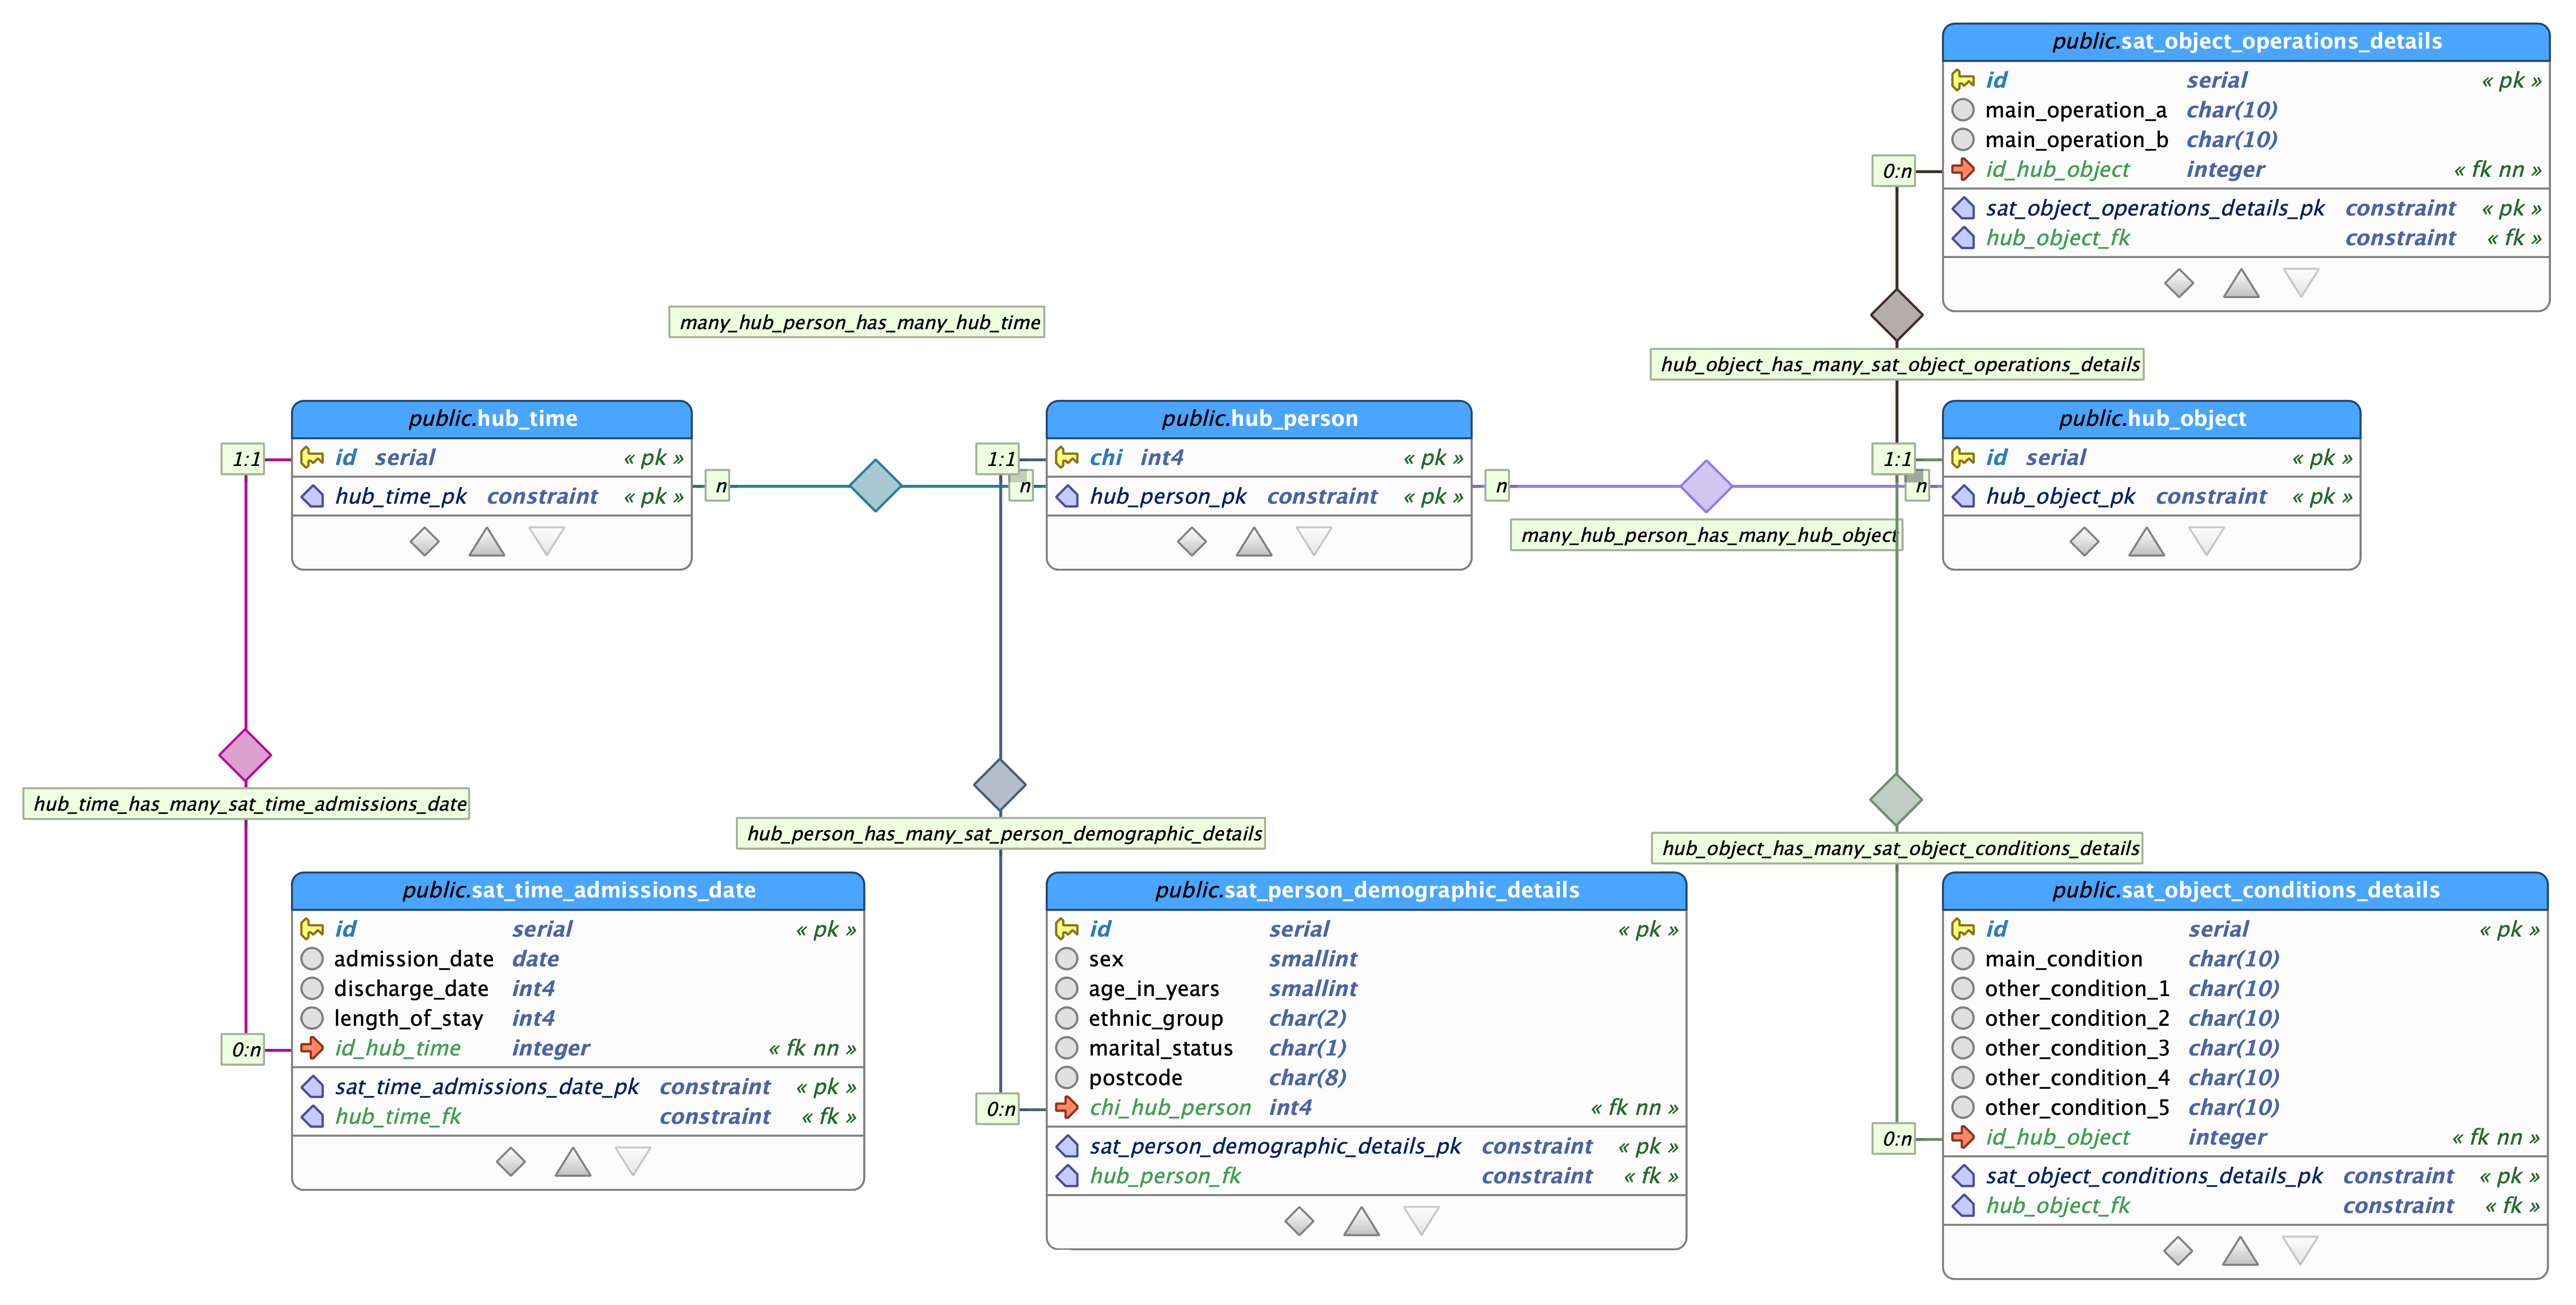 public.sat_object_operations_details
id serial « pk »
main_operation_a char(10)
main_operation_b char(10)
0:n
id_hub_object integer « fk nn »
sat_object_operations_details_pk constraint « pk »
hub_object_fk constraint « fk »
many_hub_person_has_many_hub_time
hub_object_has_many_sat_object_operations_details
public.hub_time
1:1
id serial « pk »
hub_time_pk constraint « pk »
n
n
public.hub_person
1:1
chi int4 « pk »
hub_person_pk constraint « pk »
n
n
many_hub_person_has_many_hub_object
public.hub_object
1:1
id serial « pk »
hub_object_pk constraint « pk »
hub_time_has_many_sat_time_admissions_date
hub_person_has_many_sat_person_demographic_details
hub_object_has_many_sat_object_conditions_details
public.sat_time_admissions_date
id serial « pk »
admission_date date
discharge_date int4
length_of_stay int4
0:n
id_hub_time integer « fk nn »
sat_time_admissions_date_pk constraint « pk »
hub_time_fk constraint « fk »
public.sat_person_demographic_details
id serial « pk »
sex smallint
age_in_years smallint
ethnic_group char(2)
marital_status char(1)
postcode char(8)
0:n
chi_hub_person int4 « fk nn »
sat_person_demographic_details_pk constraint « pk »
hub_person_fk constraint « fk »
public.sat_object_conditions_details
id serial « pk »
main_condition char(10)
other_condition_1 char(10)
other_condition_2 char(10)
other_condition_3 char(10)
other_condition_4 char(10)
other_condition_5 char(10)
0:n
id_hub_object integer « fk nn »
sat_object_conditions_details_pk constraint « pk »
hub_object_fk constraint « fk »